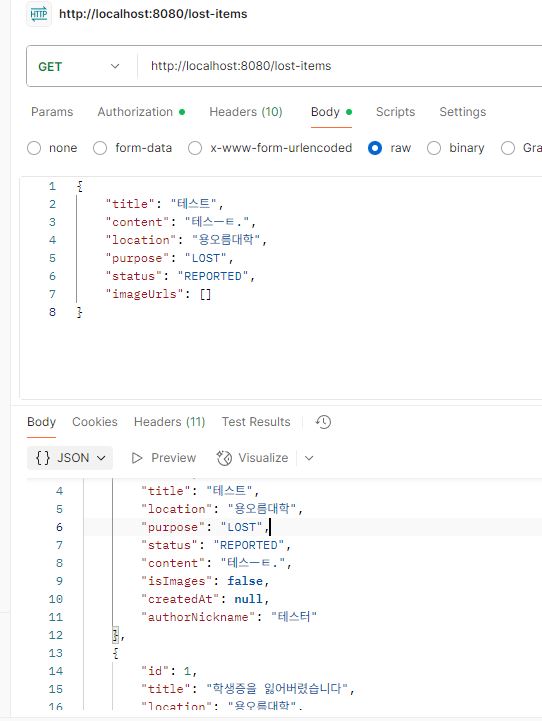 HTTP http://localhost:8080/lost-items
GET http://localhost:8080/lost-items
Params Authorization Headers (10) Body Scripts Settings
none form-data x-www-form-urlencoded raw binary Gra
1 {
2 "title": "테스트",
3 "content": "테스ㅡㅌ.",
4 "location": "용오름대학",
5 "purpose": "LOST",
6 "status": "REPORTED",
7 "imageUrls": []
8 }
Body Cookies Headers (11) Test Results
{} JSON Preview Visualize
4 "title": "테스트",
5 "location": "용오름대학",
6 "purpose": "LOST",
7 "status": "REPORTED",
8 "content": "테스ㅡㅌ.",
9 "isImages": false,
10 "createdAt": null,
11 "authorNickname": "테스터"
12 },
13 {
14 "id": 1,
15 "title": "학생증을 잃어버렸습니다",
16 "location": "용오름대학",